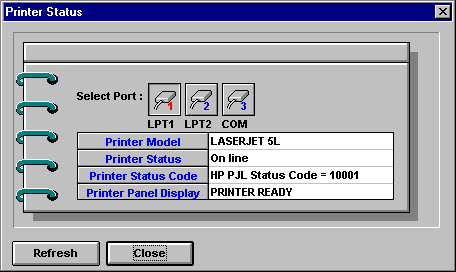 Printer Status
Select Port :
1 2 3
LPT1 LPT2 COM
Printer Model LASERJET 5L
Printer Status On line
Printer Status Code HP PJL Status Code = 10001
Printer Panel Display PRINTER READY
Refresh Close